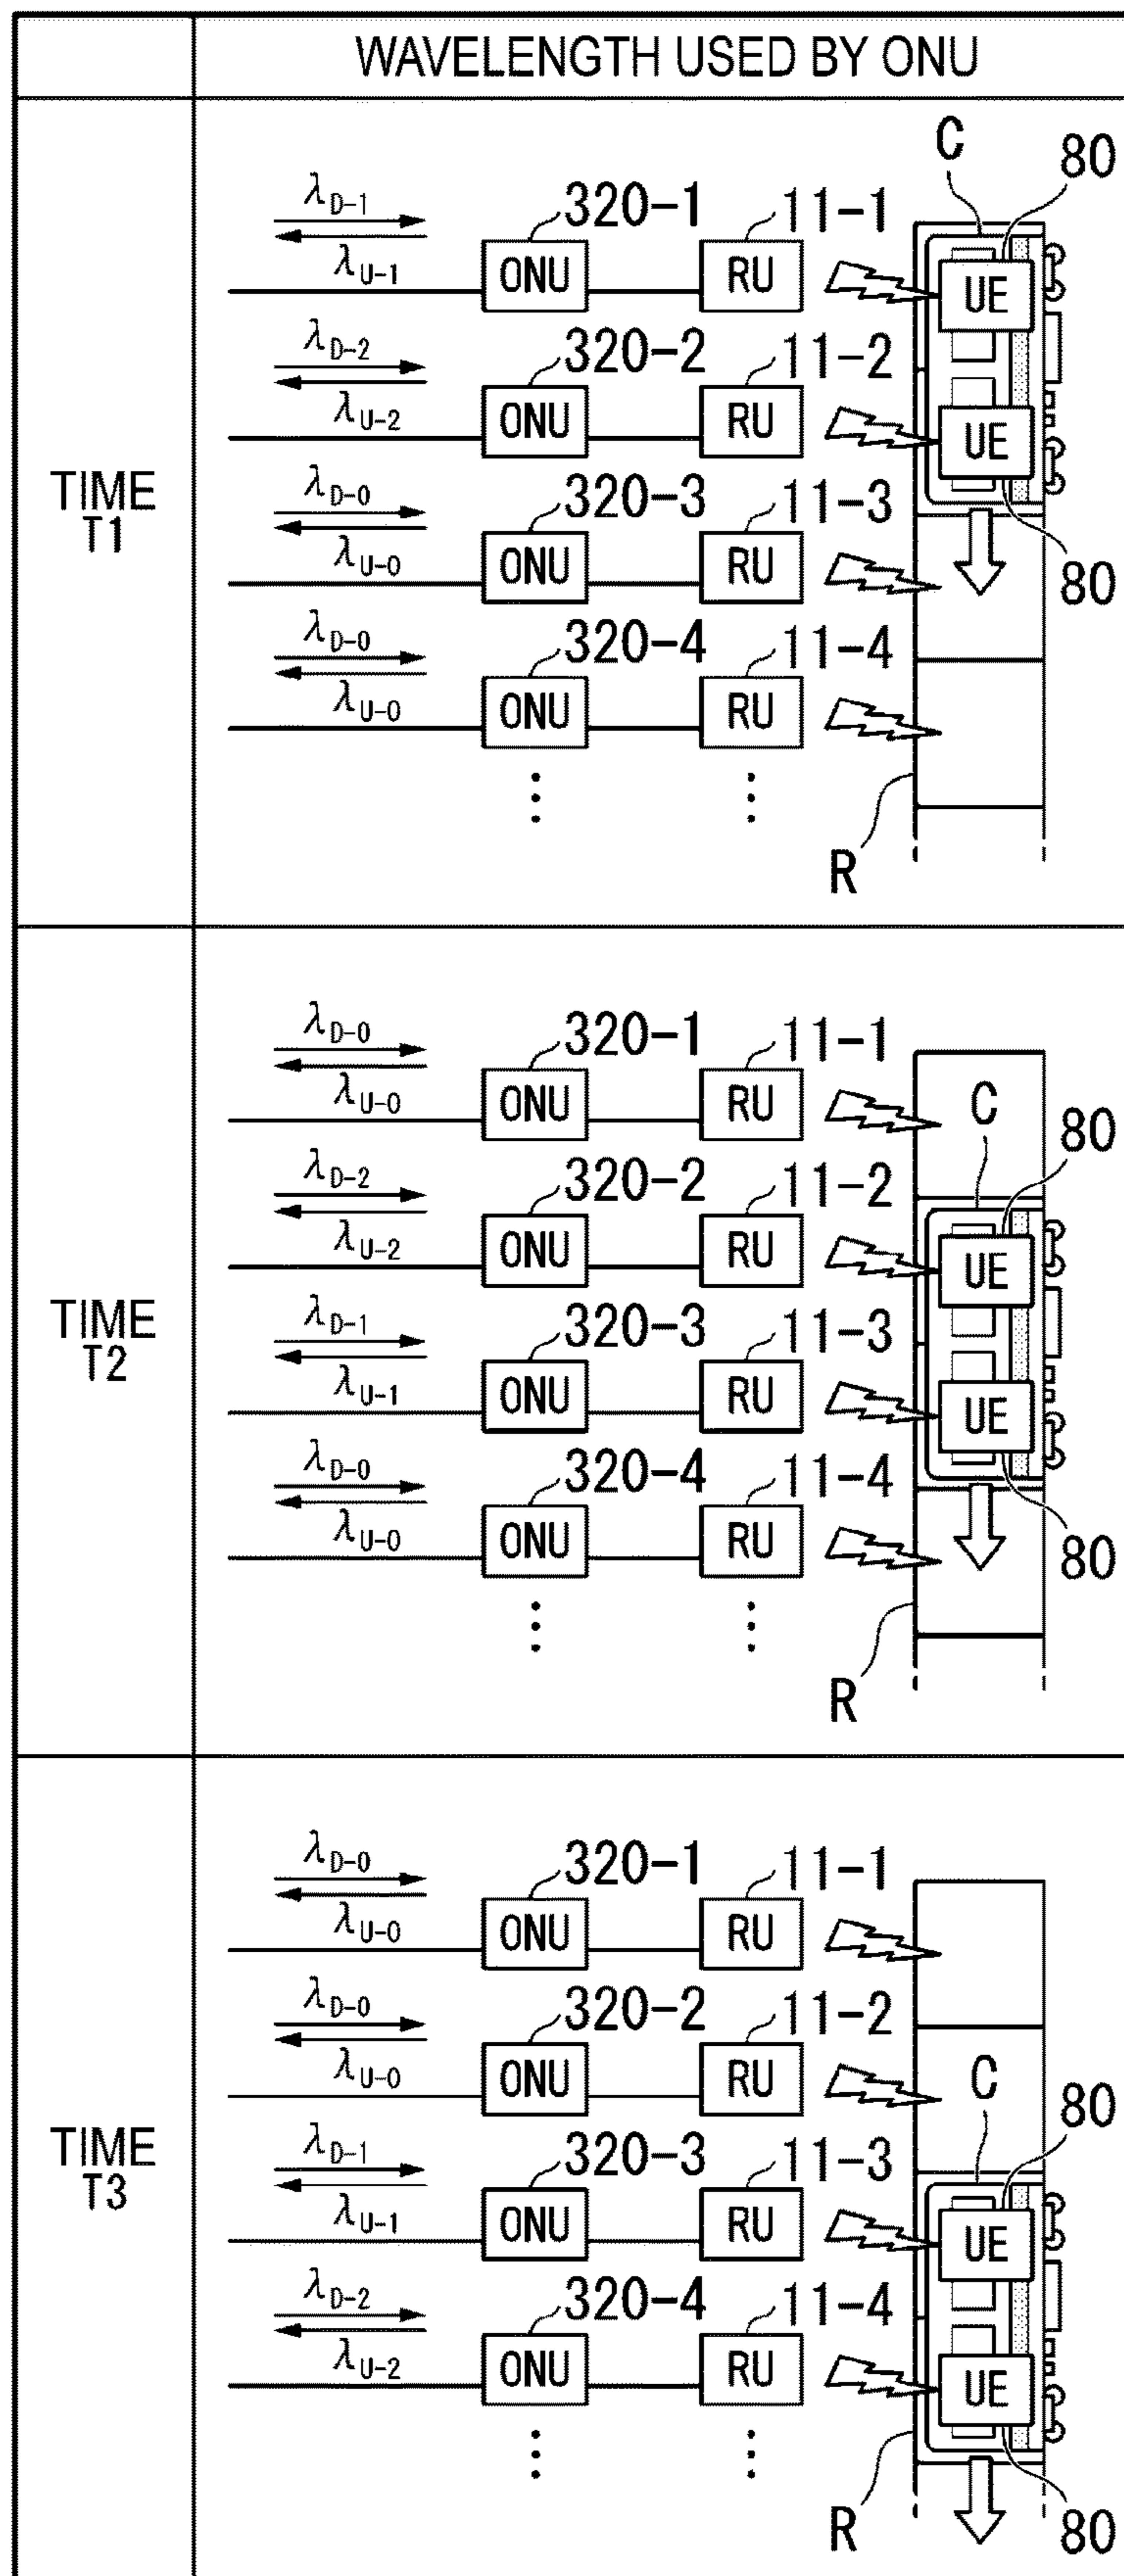 WAVELENGTH USED BY ONU
TIME T1
C
80
λD-1
320-1
11-1
λU-1
ONU
RU
UE
λD-2
320-2
11-2
λU-2
ONU
RU
UE
λD-0
320-3
11-3
λU-0
ONU
RU
80
λD-0
320-4
11-4
λU-0
ONU
RU
R
TIME T2
λD-0
320-1
11-1
λU-0
ONU
RU
C
80
λD-2
320-2
11-2
λU-2
ONU
RU
UE
λD-1
320-3
11-3
λU-1
ONU
RU
UE
λD-0
320-4
11-4
λU-0
ONU
RU
80
R
TIME T3
λD-0
320-1
11-1
λU-0
ONU
RU
λD-0
320-2
11-2
λU-0
ONU
RU
C
80
λD-1
320-3
11-3
λU-1
ONU
RU
UE
λD-2
320-4
11-4
λU-2
ONU
RU
UE
R
80